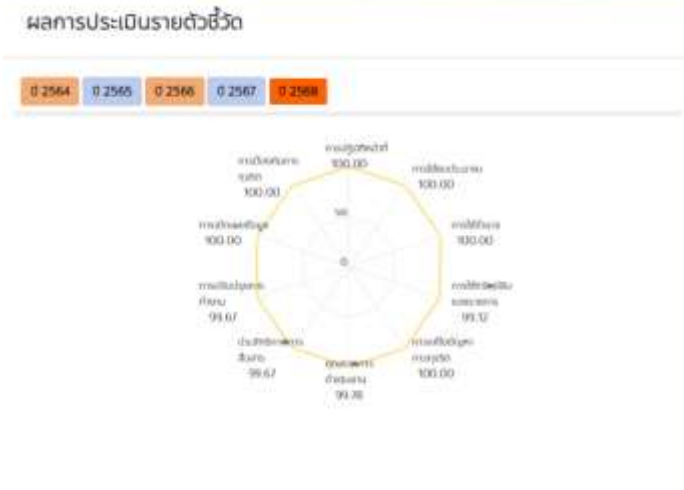 ผลการประเมินรายตัวชี้วัด
ปี 2564 ปี 2565 ปี 2566 ปี 2567 ปี 2568
การปฏิบัติหน้าที่
100.00
การใช้งบประมาณ
100.00
การใช้อำนาจ
100.00
การใช้ทรัพย์สิน
ของราชการ
99.12
การแก้ไขปัญหา
การทุจริต
100.00
คุณภาพการ
ดำเนินงาน
99.78
ประสิทธิภาพการ
สื่อสาร
99.67
การปรับปรุงการ
ทำงาน
99.67
การเปิดเผยข้อมูล
100.00
การป้องกันการ
ทุจริต
100.00
50
0